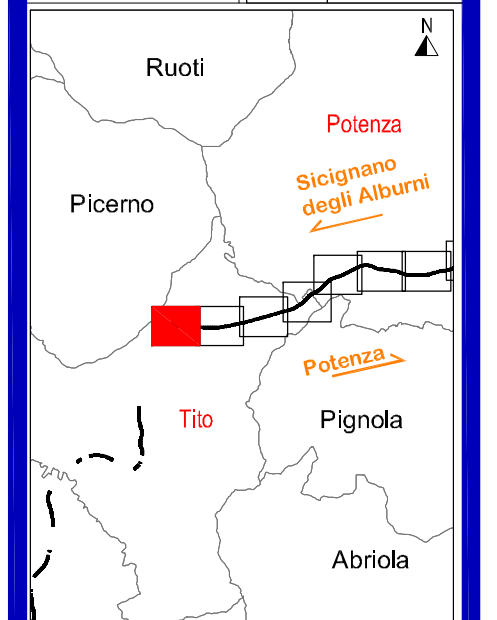 N
Ruoti
Potenza
Sicignano
degli Alburni
Picerno
Potenza
Tito
Pignola
Abriola